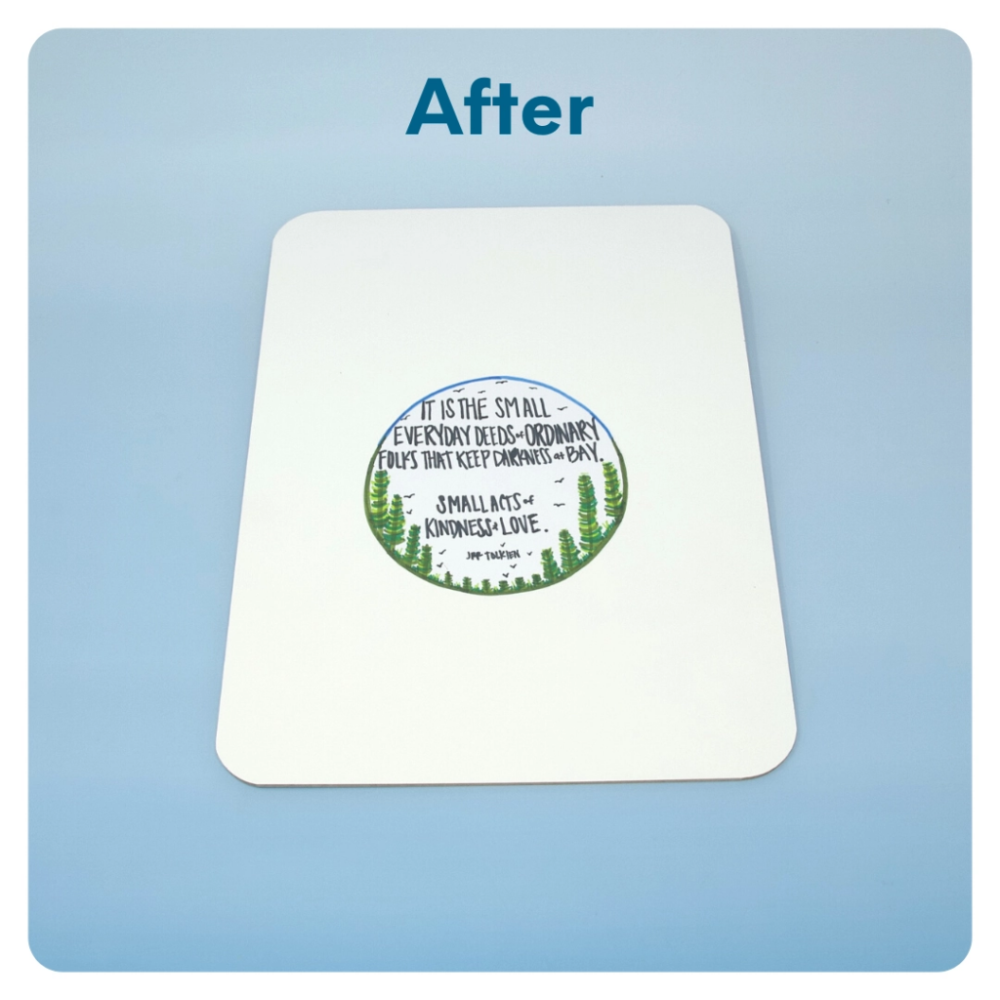 After
IT IS THE SMALL
EVERYDAY DEEDS of ORDINARY
FOLKS THAT KEEP DARKNESS at BAY.
SMALL ACTS of
KINDNESS & LOVE.
JRR TOLKIEN